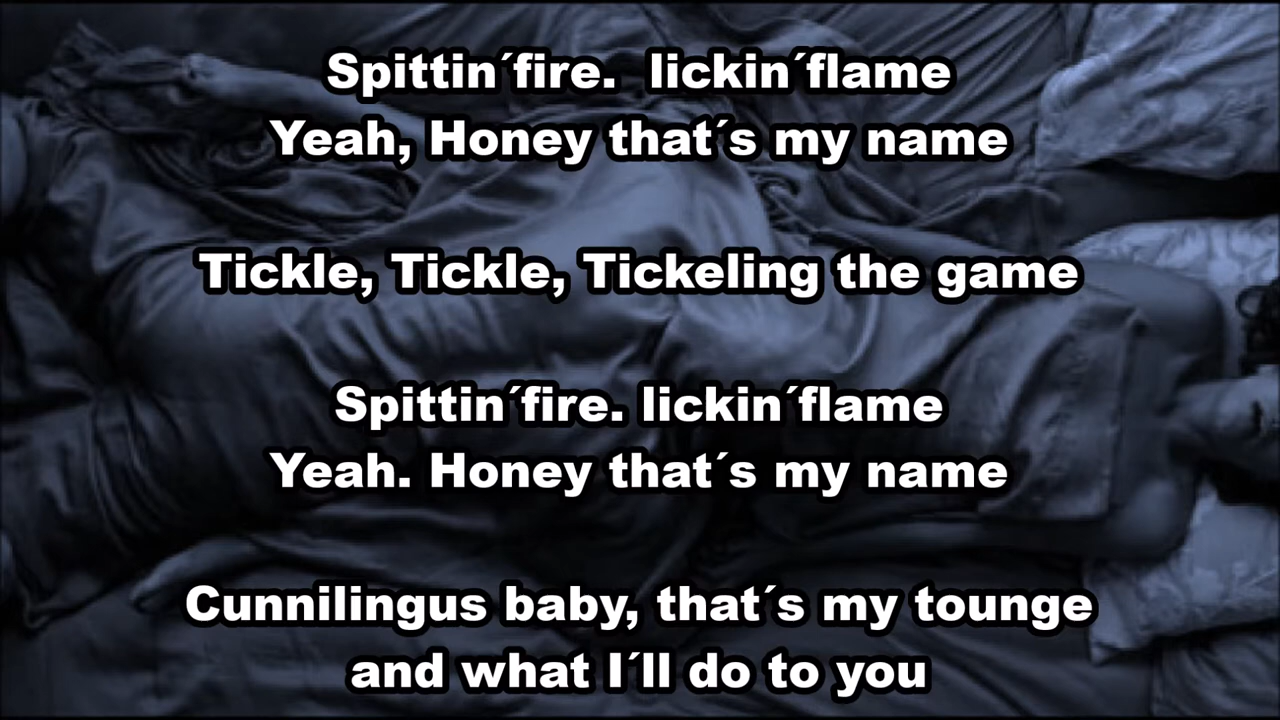 Spittin´fire.  lickin´flame
Yeah, Honey that´s my name
Tickle, Tickle, Tickeling the game
Spittin´fire. lickin´flame
Yeah. Honey that´s my name
Cunnilingus baby, that´s my tounge
and what I´ll do to you